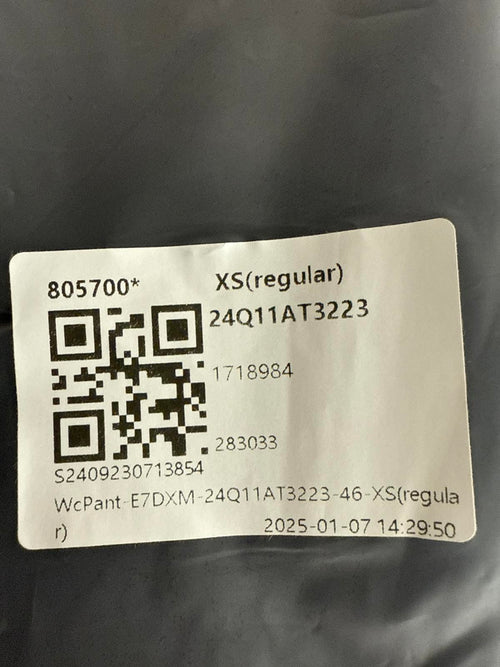 805700* XS(regular)
24Q11AT3223
1718984
283033
S2409230713854
WcPant-E7DXM-24Q11AT3223-46-XS(regula
r) 2025-01-07 14:29:50